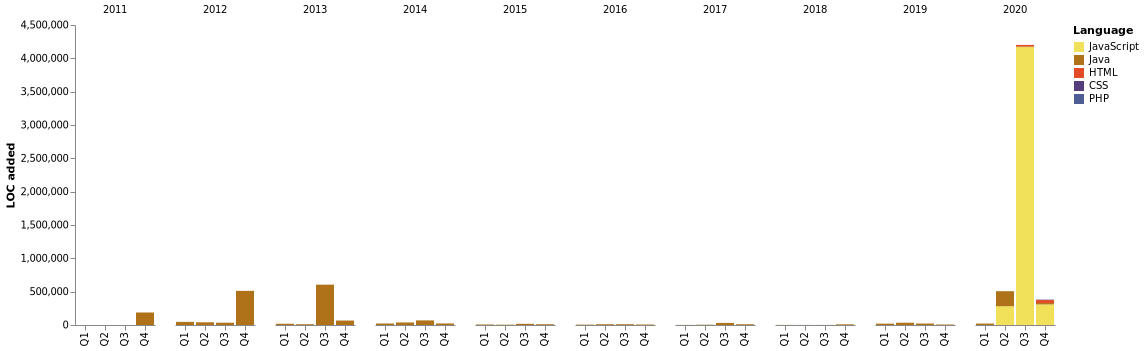 2011 2012 2013 2014 2015 2016 2017 2018 2019 2020
4,500,000
4,000,000
3,500,000
3,000,000
2,500,000
2,000,000
1,500,000
1,000,000
500,000
0
LOC added
Q1 Q2 Q3 Q4 Q1 Q2 Q3 Q4 Q1 Q2 Q3 Q4 Q1 Q2 Q3 Q4 Q1 Q2 Q3 Q4 Q1 Q2 Q3 Q4 Q1 Q2 Q3 Q4 Q1 Q2 Q3 Q4 Q1 Q2 Q3 Q4 Q1 Q2 Q3 Q4
Language
JavaScript
Java
HTML
CSS
PHP